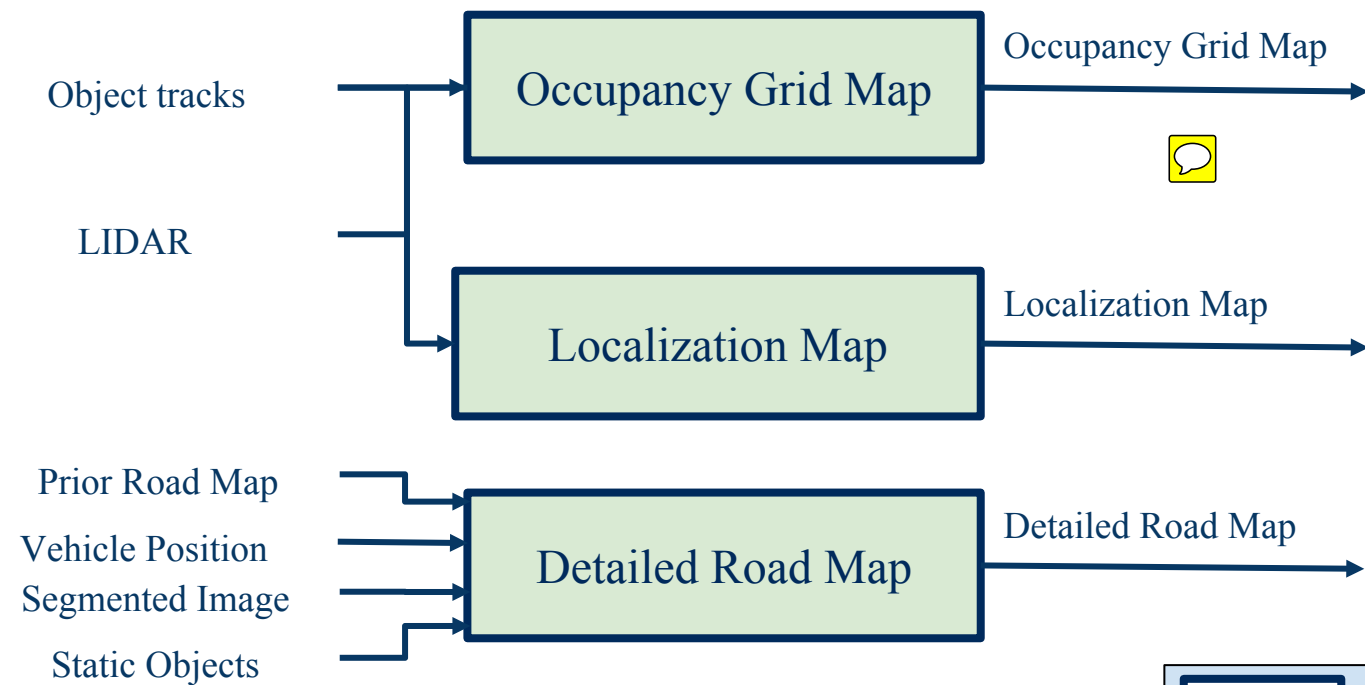 Object tracks
Occupancy Grid Map
Occupancy Grid Map
LIDAR
Localization Map
Localization Map
Prior Road Map
Vehicle Position
Segmented Image
Static Objects
Detailed Road Map
Detailed Road Map